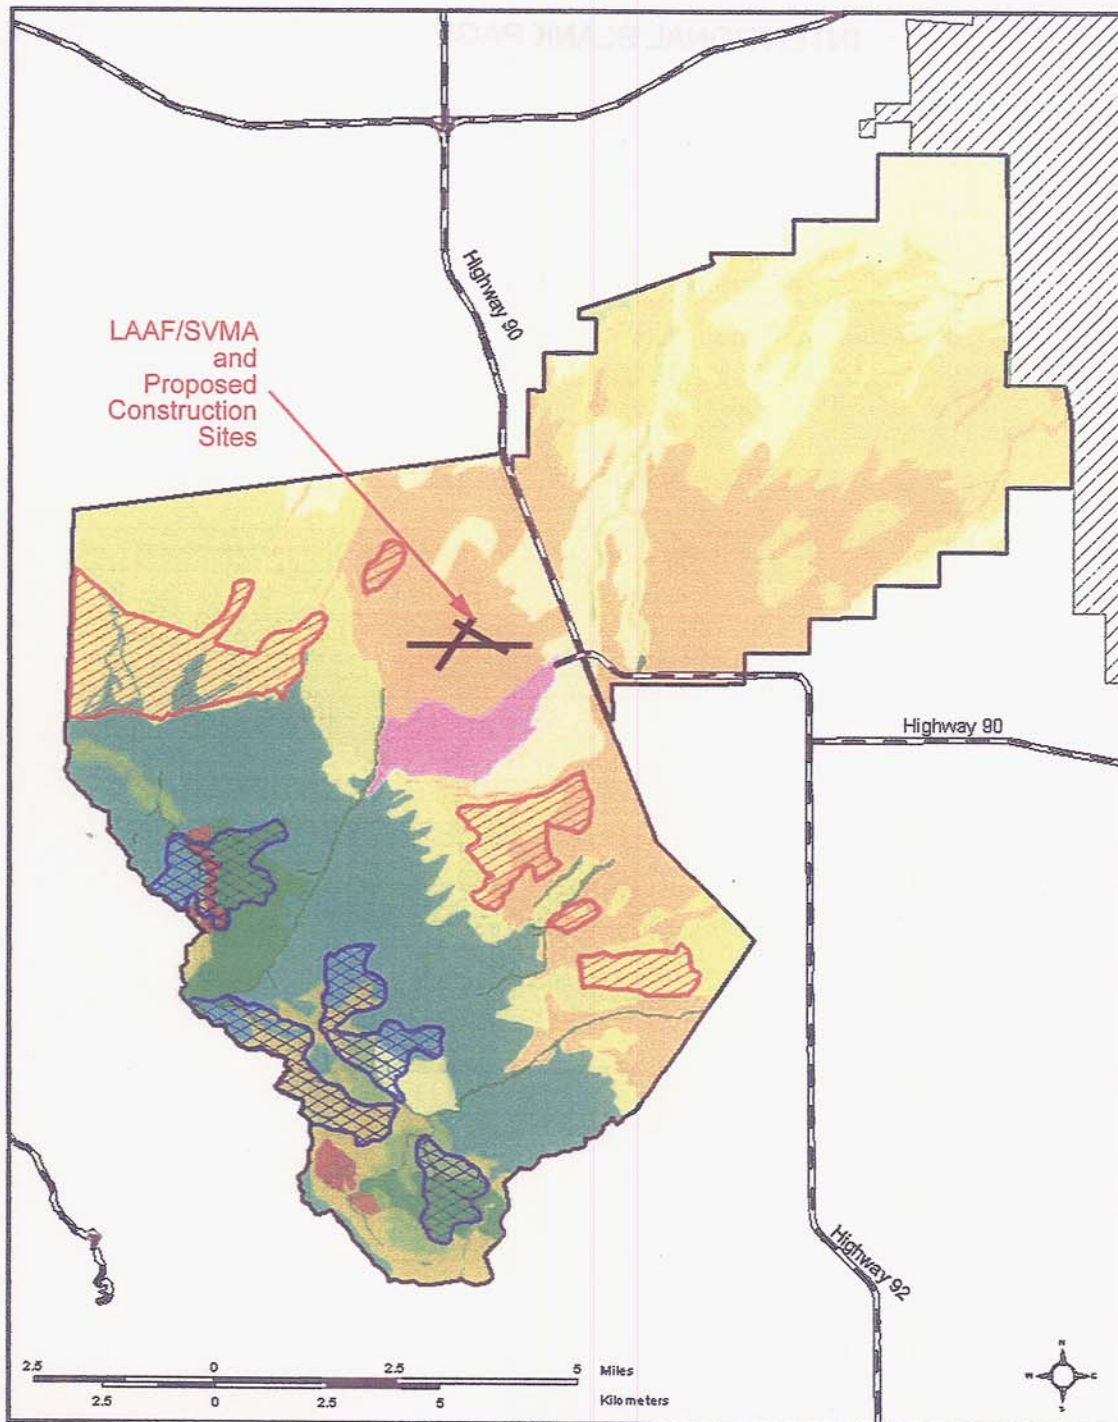 Highway 90
LAAF/SVMA
and
Proposed
Construction
Sites
Highway 90
Highway 92
2.5 0 2.5 5 Miles
2.5 0 2.5 5 Kilometers
N
S